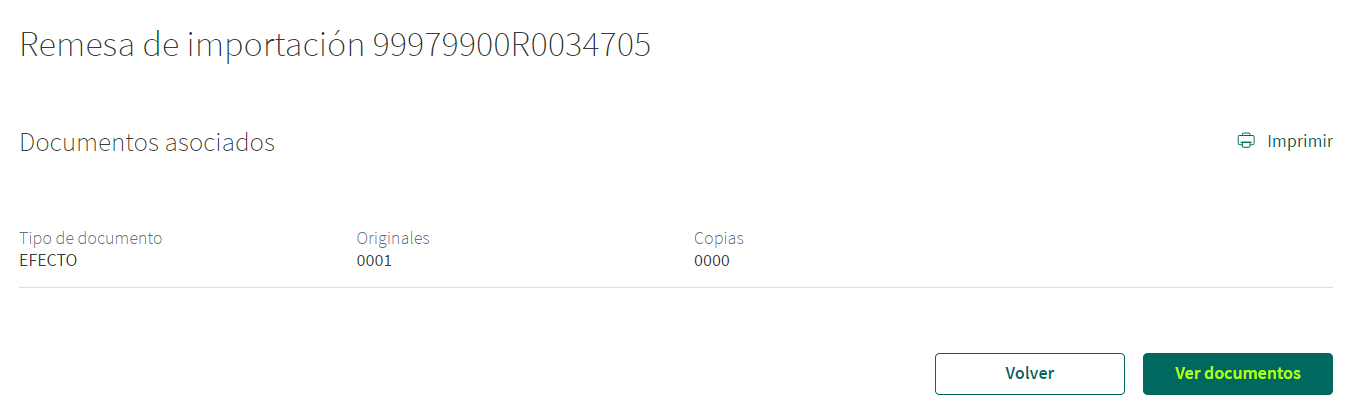 Remesa de importación 99979900R0034705
Documentos asociados
Imprimir
Tipo de documento Originales Copias
EFECTO 0001 0000
Volver Ver documentos